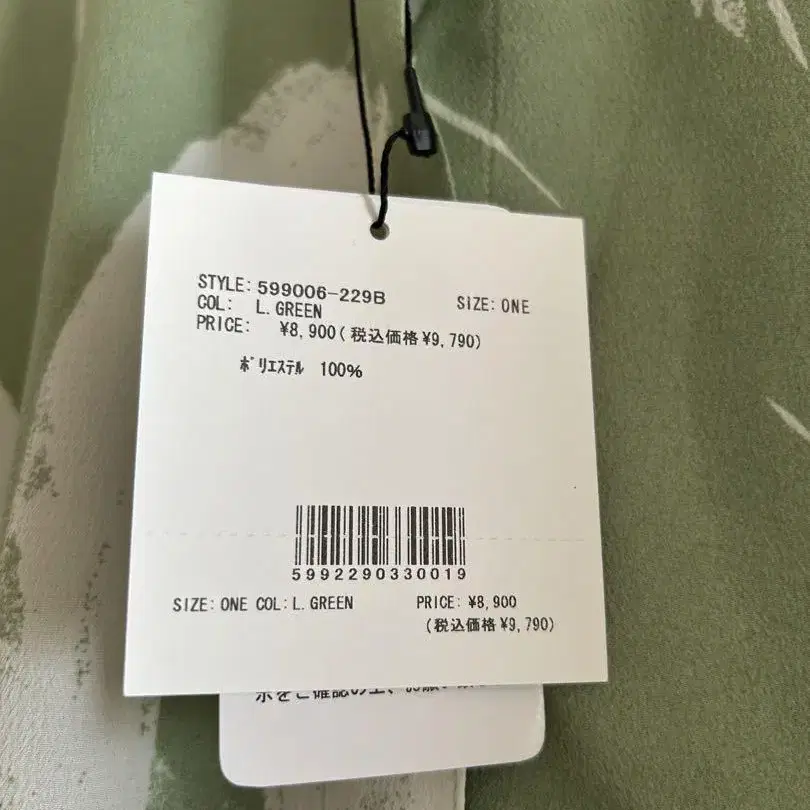 STYLE: 599006-229B
SIZE: ONE
COL: L. GREEN
PRICE: ¥8,900(税込価格¥9,790)
ﾎﾟﾘｴｽﾃﾙ 100%
5992290330019
SIZE: ONE COL: L. GREEN PRICE: ¥8,900
(税込価格¥9,790)